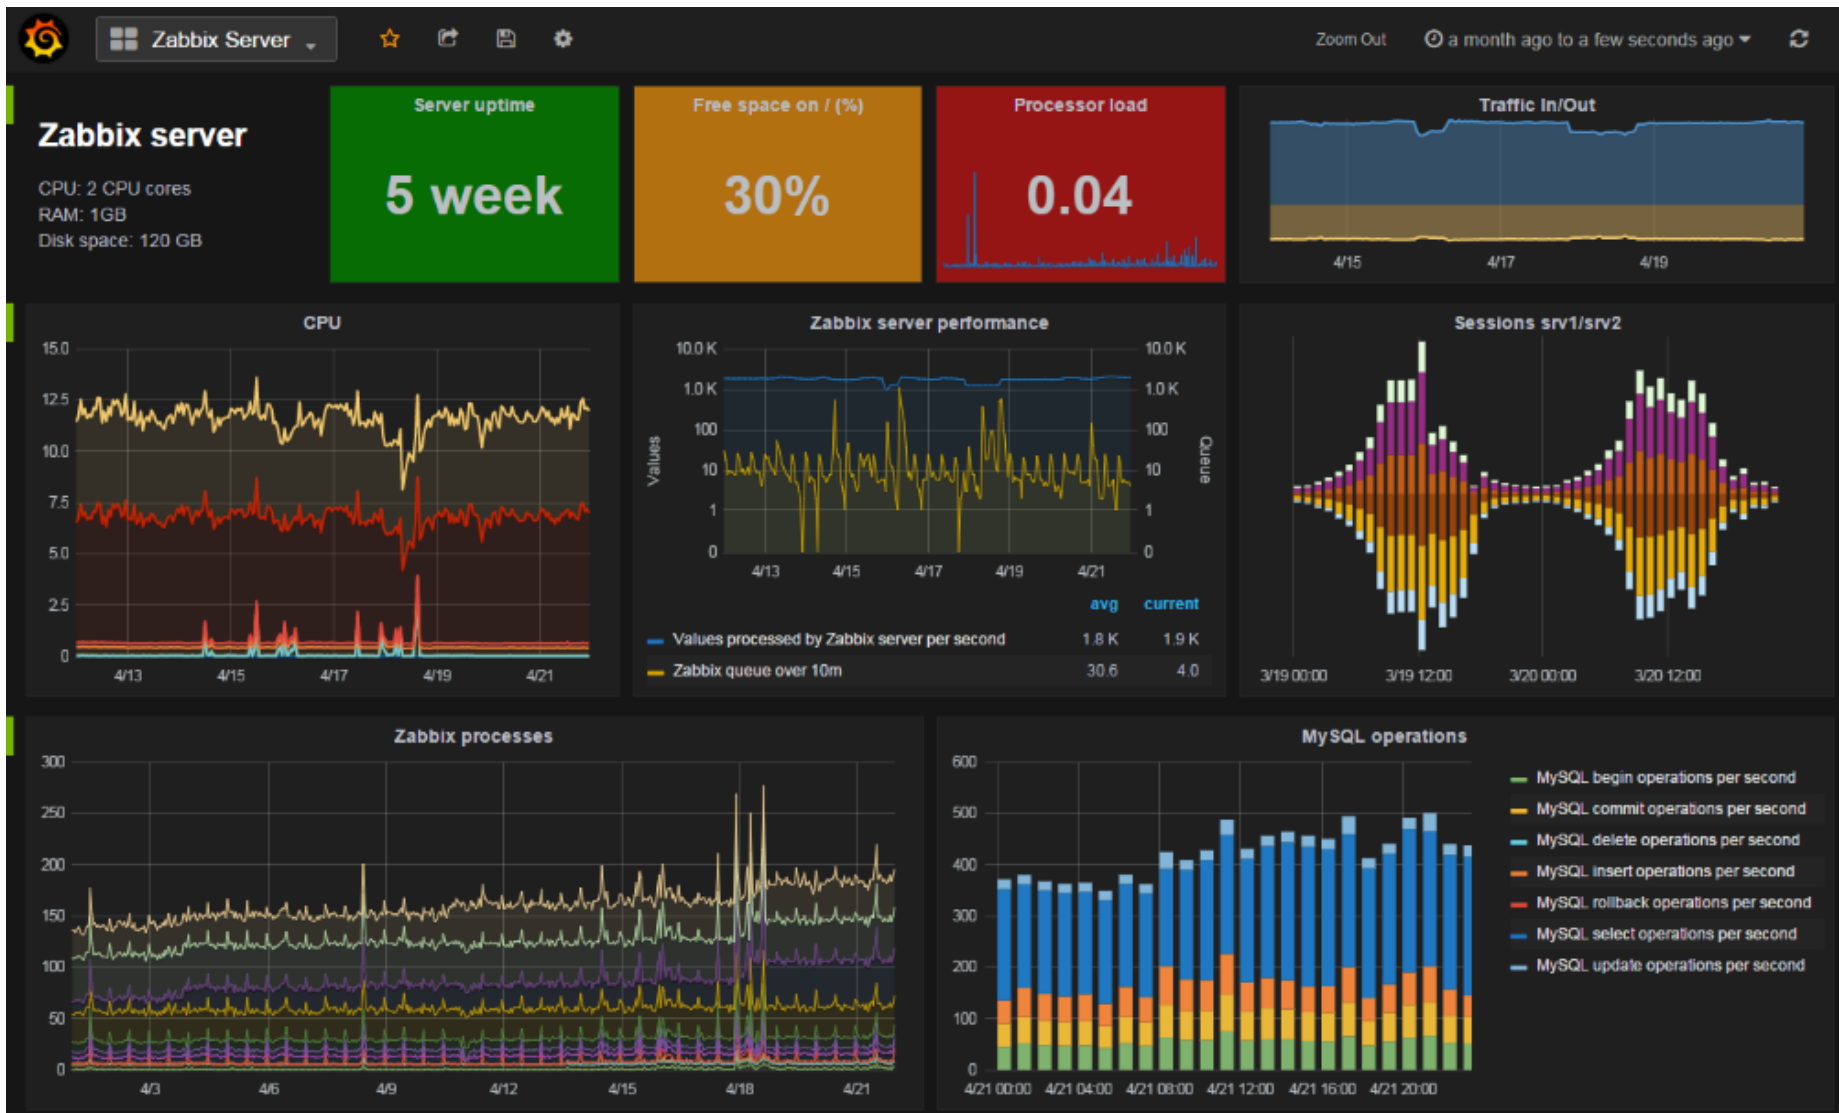 Zabbix Server
Zoom Out
a month ago to a few seconds ago
Zabbix server
CPU: 2 CPU cores
RAM: 1GB
Disk space: 120 GB
Server uptime
5 week
Free space on / (%)
30%
Processor load
0.04
Traffic In/Out
4/15 4/17 4/19
CPU
15.0
12.5
10.0
7.5
5.0
2.5
0
4/13 4/15 4/17 4/19 4/21
Zabbix server performance
10.0 K 10.0 K
1.0 K 1.0 K
100 100
10 10
1 1
0 0
Values
Queue
4/13 4/15 4/17 4/19 4/21
avg current
Values processed by Zabbix server per second 1.8 K 1.9 K
Zabbix queue over 10m 30.6 4.0
Sessions srv1/srv2
3/19 00:00 3/19 12:00 3/20 00:00 3/20 12:00
Zabbix processes
300
250
200
150
100
50
0
4/3 4/6 4/9 4/12 4/15 4/18 4/21
MySQL operations
600
500
400
300
200
100
0
4/21 00:00 4/21 04:00 4/21 08:00 4/21 12:00 4/21 16:00 4/21 20:00
MySQL begin operations per second
MySQL commit operations per second
MySQL delete operations per second
MySQL insert operations per second
MySQL rollback operations per second
MySQL select operations per second
MySQL update operations per second